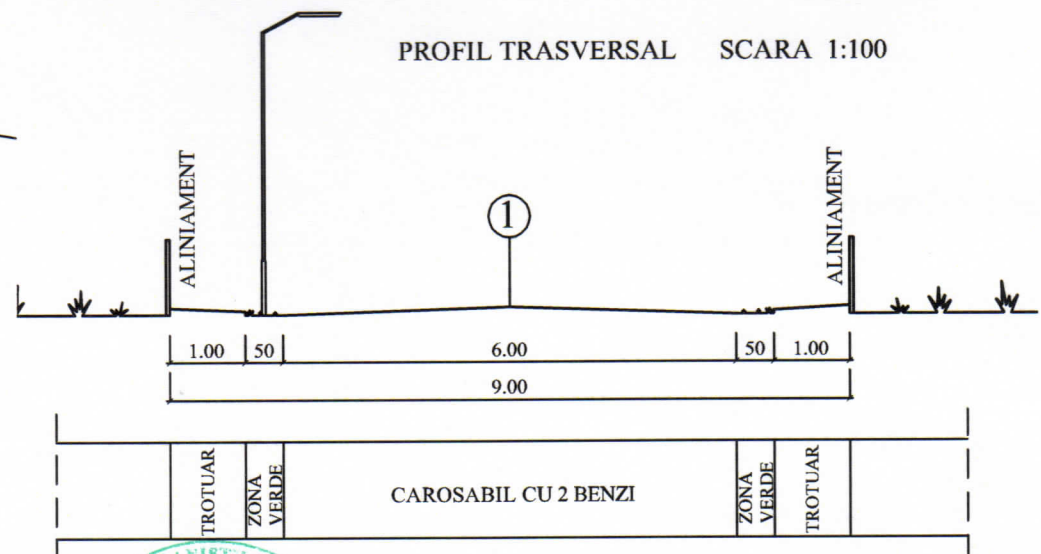 PROFIL TRASVERSAL SCARA 1:100
ALINIAMENT
1
ALINIAMENT
1.00 50 6.00 50 1.00
9.00
TROTUAR
ZONA
VERDE
CAROSABIL CU 2 BENZI
ZONA
VERDE
TROTUAR